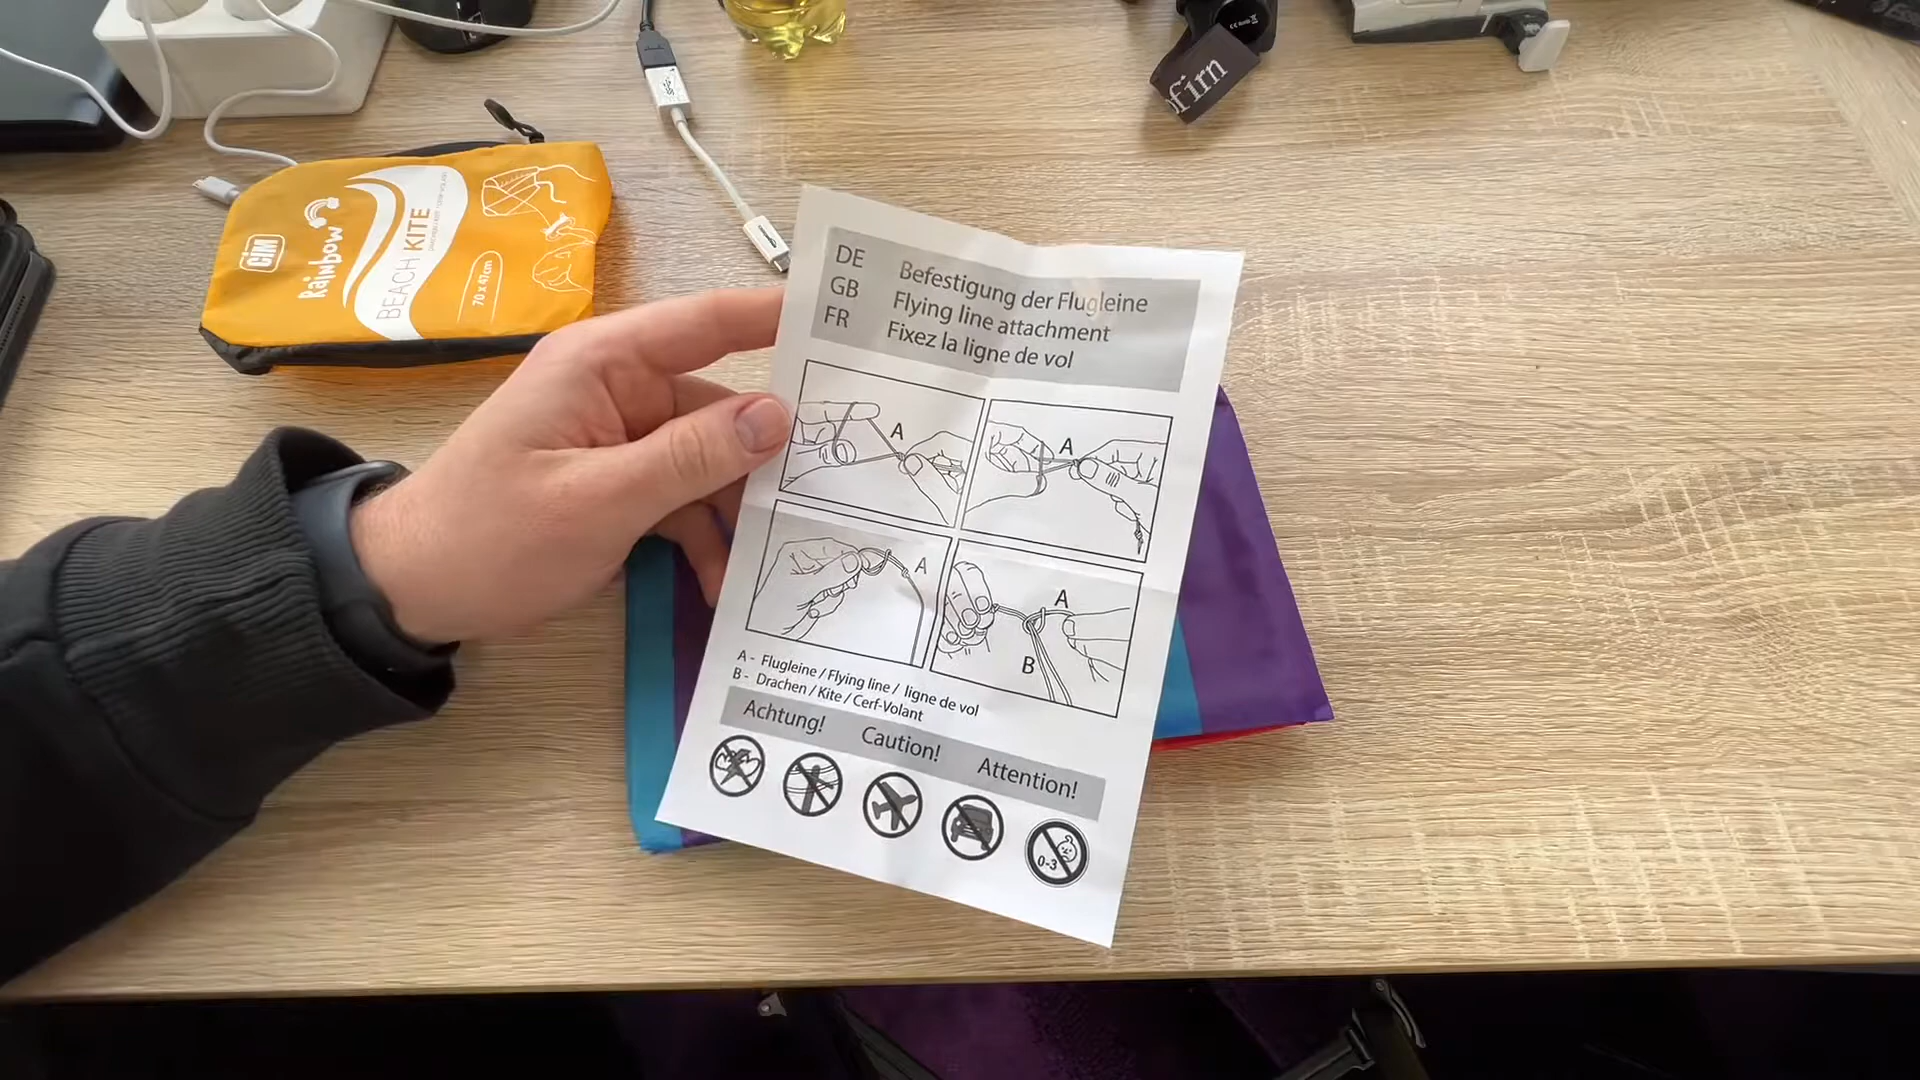 DE Befestigung der Flugleine
GB Flying line attachment
FR Fixez la ligne de vol
A
A
A
A
B
A - Flugleine / Flying line / ligne de vol
B - Drachen / Kite / Cerf-Volant
Achtung! Caution! Attention!
0-3
CiM
Rainbow
BEACH KITE
70 x 47cm
ofirn